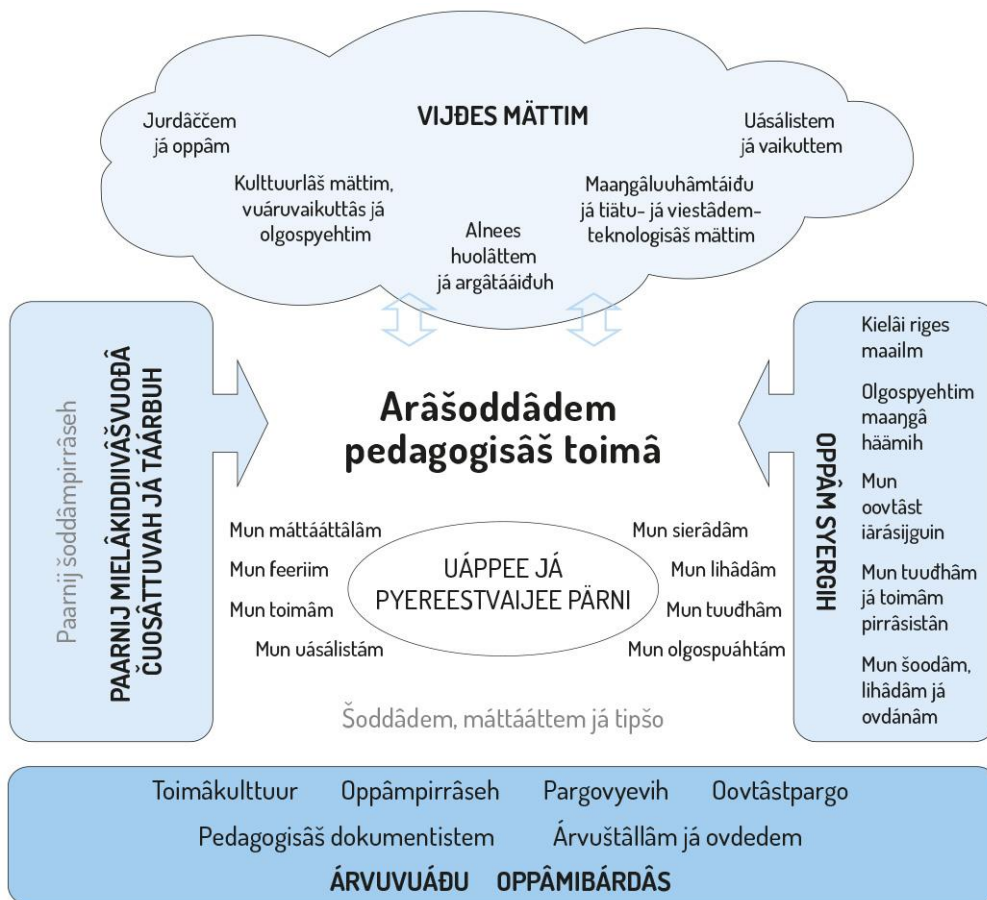 VIJĐES MÄTTIM
Jurdâččem
já oppâm
Uásálistem
já vaikuttem
Kulttuurlâš mättim,
vuáruvaikuttâs já
olgospyehtim
Maaŋgâluuhâmtáiđu
já tiätu- já viestâdem-
teknologisâš mättim
Alnees
huolâttem
já argâtááiđuh
Paarnij šoddâmpirrâseh
PAARNIJ MIELÂKIDDIIVÂŠVUOĐÂ
ČUOSÂTTUVAH JÁ TÁÁRBUH
Arâšoddâdem
pedagogisâš toimâ
Mun máttááttâlâm
Mun feeriim
Mun toimâm
Mun uásálistám
UÁPPEE JÁ
PYEREESTVAIJEE PÄRNI
Mun sierâdâm
Mun lihâdâm
Mun tuuđhâm
Mun olgospuáhtám
Šoddâdem, máttááttem já tipšo
OPPÂM SYERGIH
Kielâi riges
maailm
Olgospyehtim
maaŋgâ
häämih
Mun
oovtâst
iärásijguin
Mun tuuđhâm
já toimâm
pirrâsistân
Mun šoodâm,
lihâdâm já
ovdánâm
Toimâkulttuur Oppâmpirrâseh Pargovyevih Oovtâstpargo
Pedagogisâš dokumentistem Árvuštâllâm já ovdedem
ÁRVUVUÁĐU OPPÂMIBÁRDÂS